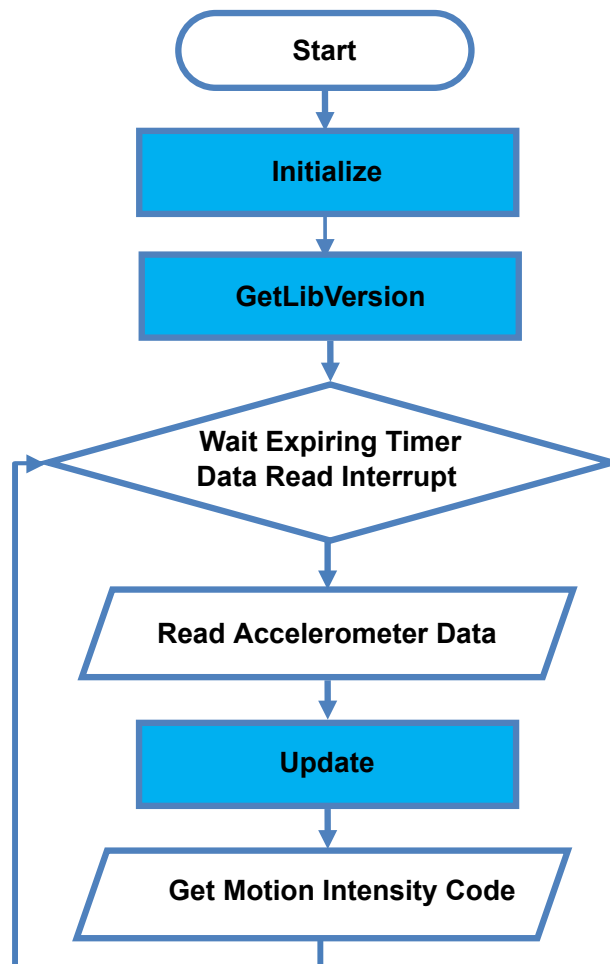 Start
Initialize
GetLibVersion
Wait Expiring Timer
Data Read Interrupt
Read Accelerometer Data
Update
Get Motion Intensity Code